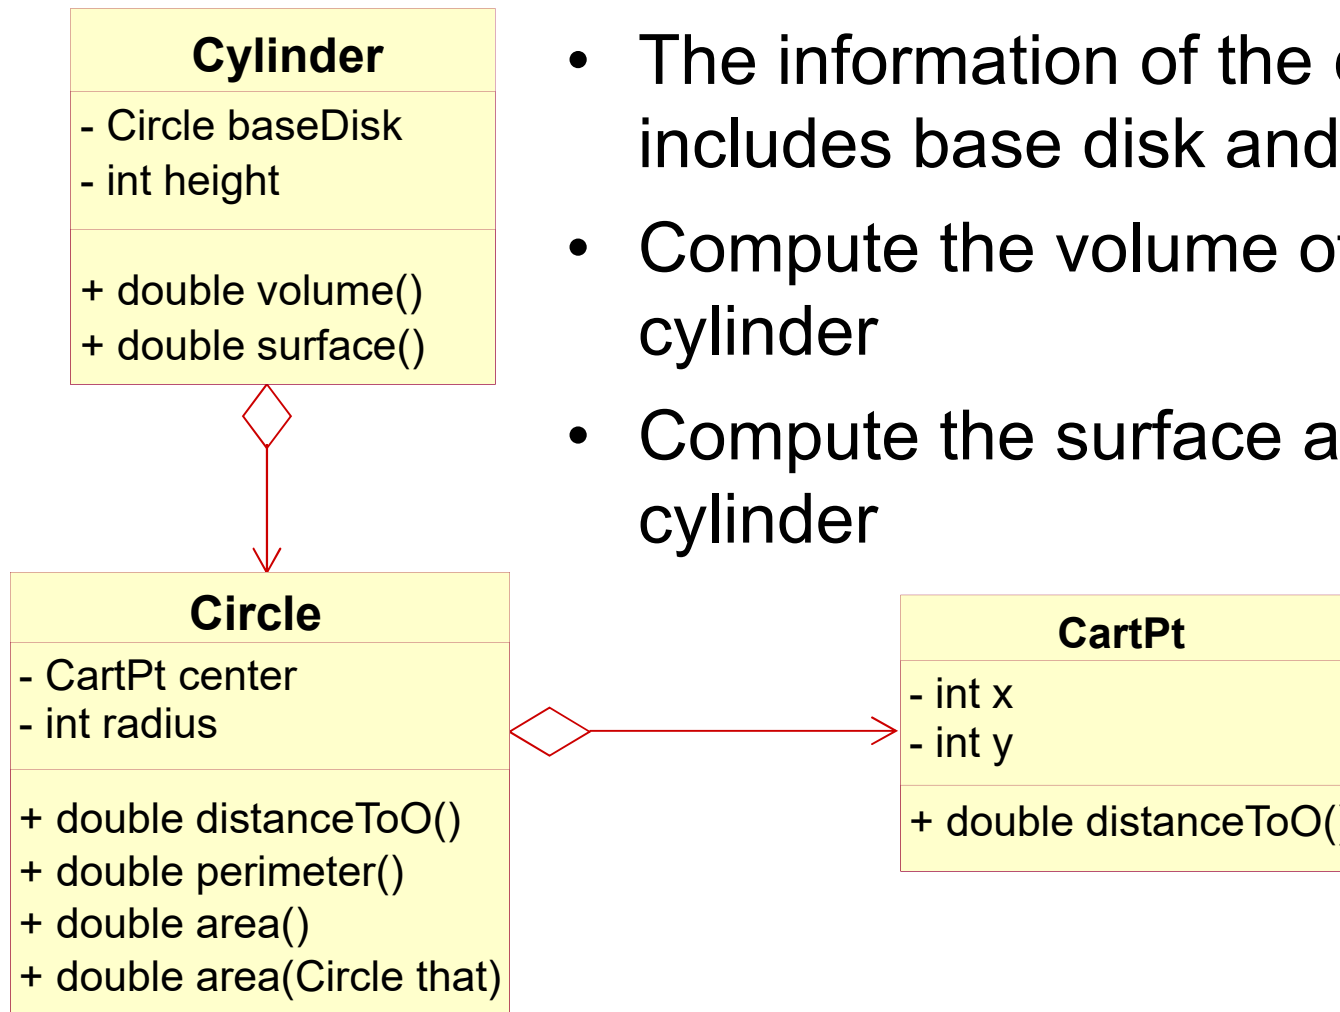 Cylinder
- Circle baseDisk
- int height
+ double volume()
+ double surface()
• The information of the
includes base disk and
• Compute the volume of
cylinder
• Compute the surface a
cylinder
Circle
- CartPt center
- int radius
+ double distanceToO()
+ double perimeter()
+ double area()
+ double area(Circle that)
CartPt
- int x
- int y
+ double distanceToO()